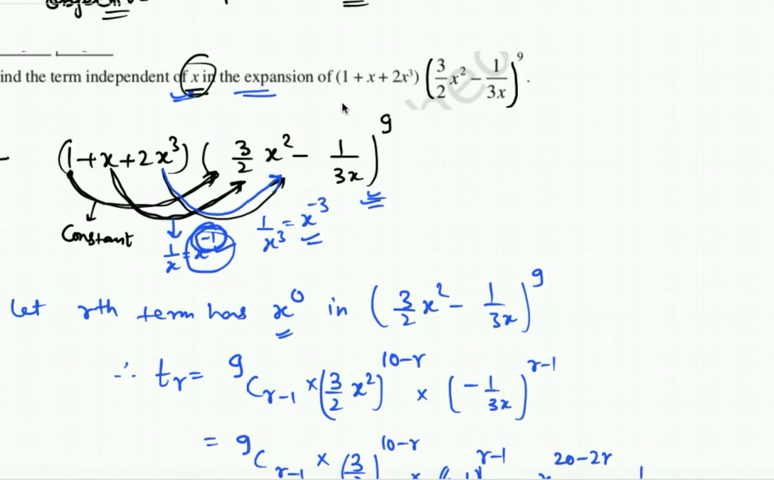 ind the term independent of x in the expansion of (1 + x + 2x³) (3/2 x² − 1/3x)⁹.
(1+x+2x³) (3/2 x² − 1/3x)⁹
Constant 1/x = x⁻¹ 1/x³ = x⁻³
Let rth term has x⁰ in (3/2 x² − 1/3x)⁹
∴ tᵣ = ⁹Cᵣ₋₁ × (3/2 x²)¹⁰⁻ʳ × (−1/3x)ʳ⁻¹
= ⁹Cᵣ₋₁ × (3/ )¹⁰⁻ʳ × ( )ʳ⁻¹ 20−2r